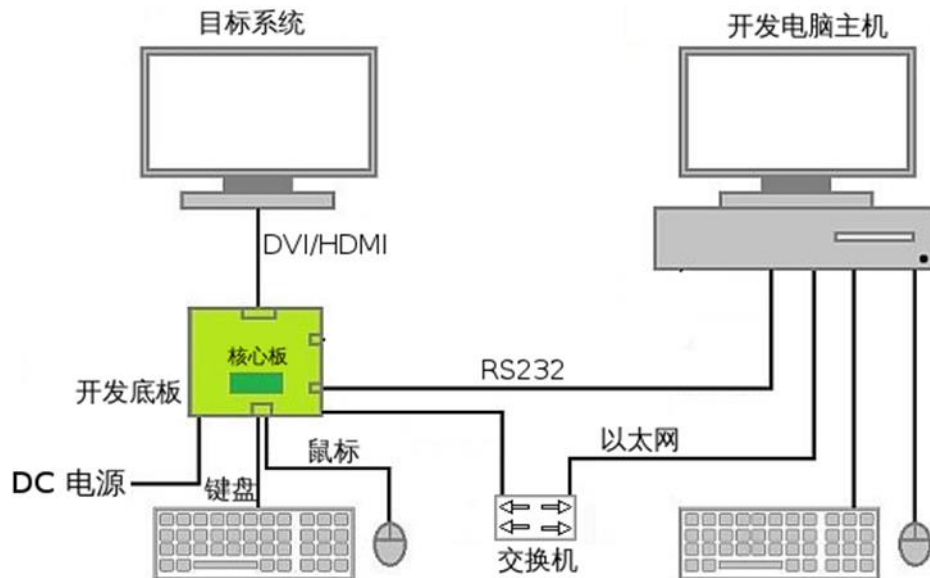 目标系统
开发电脑主机
DVI/HDMI
核心板
开发底板
RS232
鼠标
以太网
DC 电源
键盘
交换机